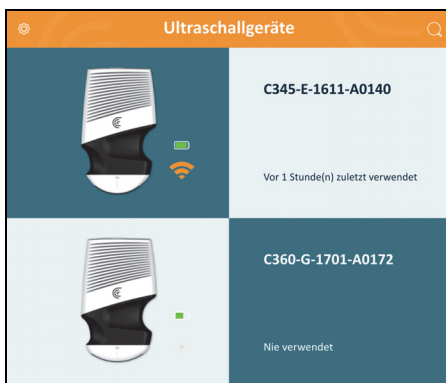 Ultraschallgeräte
C345-E-1611-A0140
Vor 1 Stunde(n) zuletzt verwendet
C360-G-1701-A0172
Nie verwendet